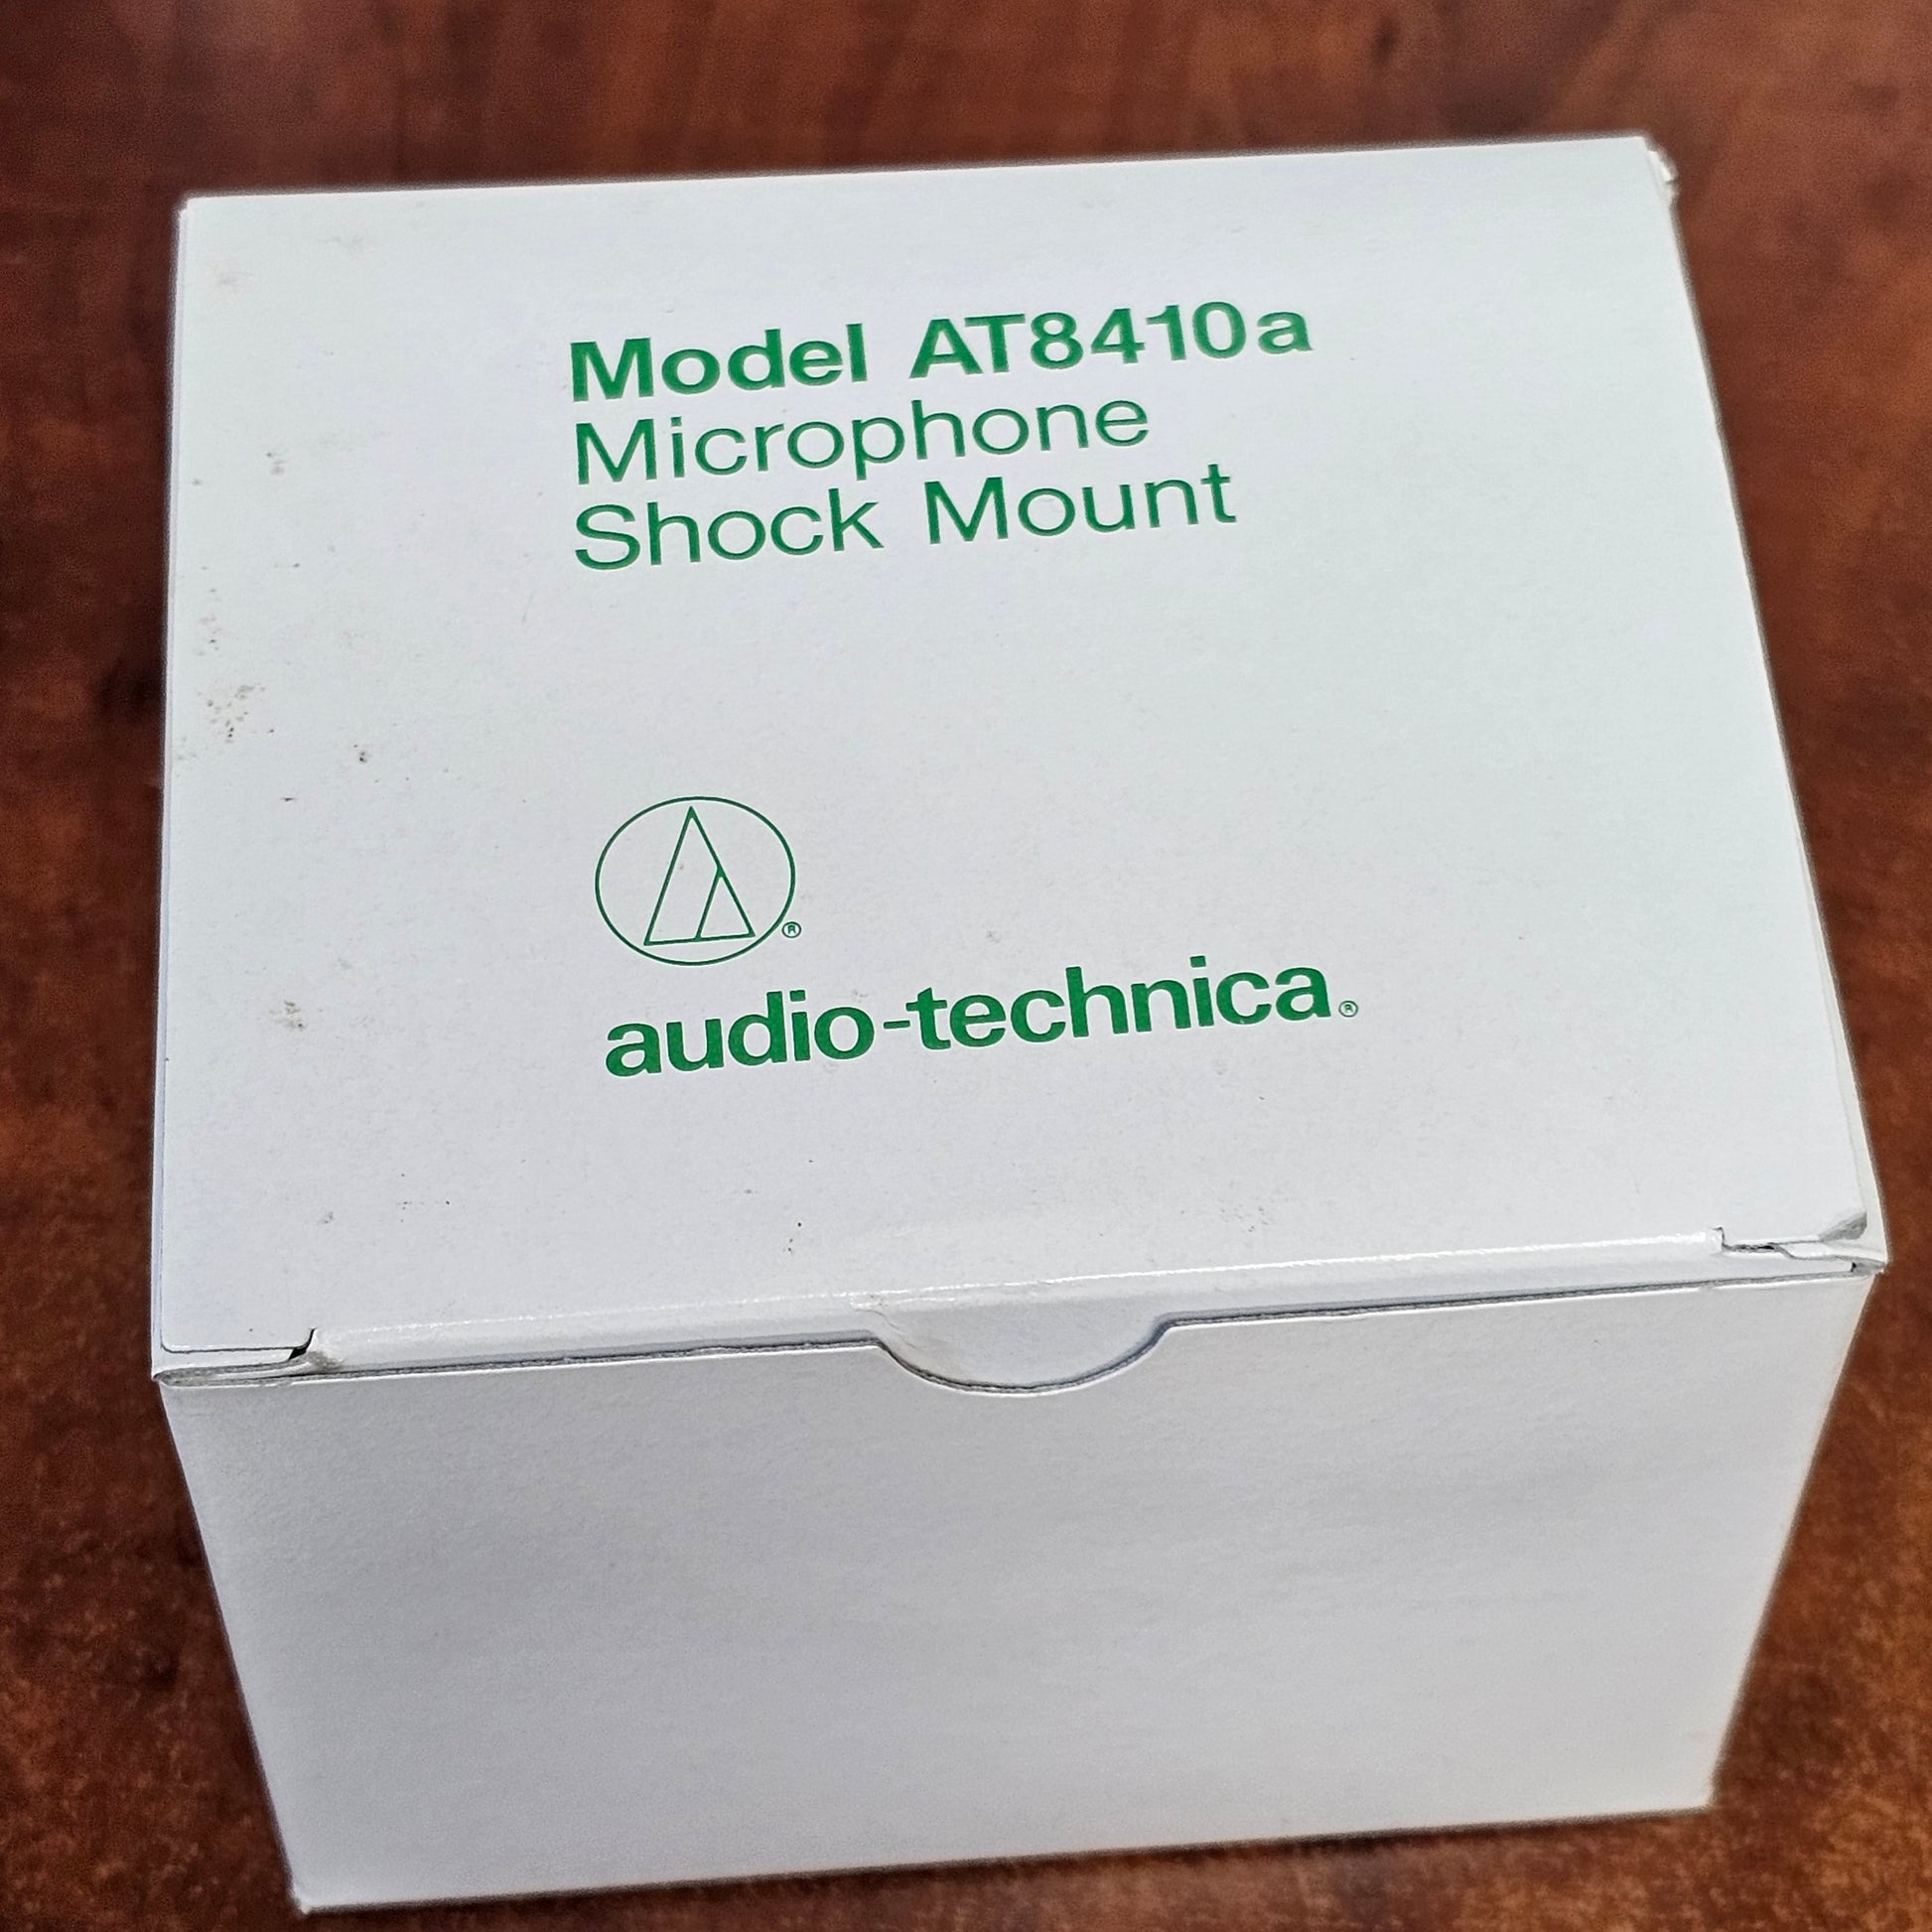 Model AT8410a
Microphone
Shock Mount
®
audio-technica®